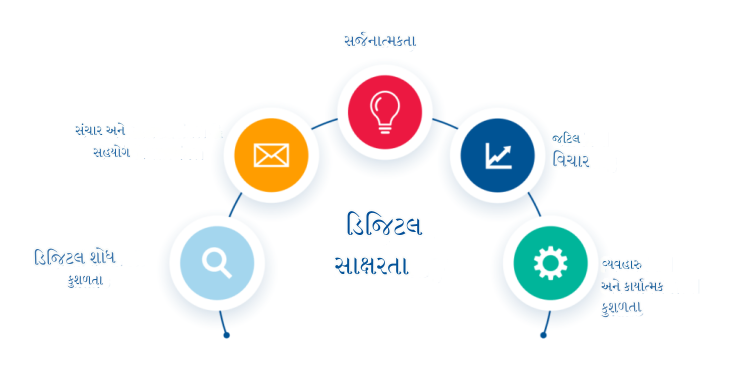 સર્જનાત્મકતા
સંચાર અને
સહયોગ
જટિલ
વિચાર
ડિજિટલ
સાક્ષરતા
ડિજિટલ શોધ
કુશળતા
વ્યવહારુ
અને કાર્યાત્મક
કુશળતા